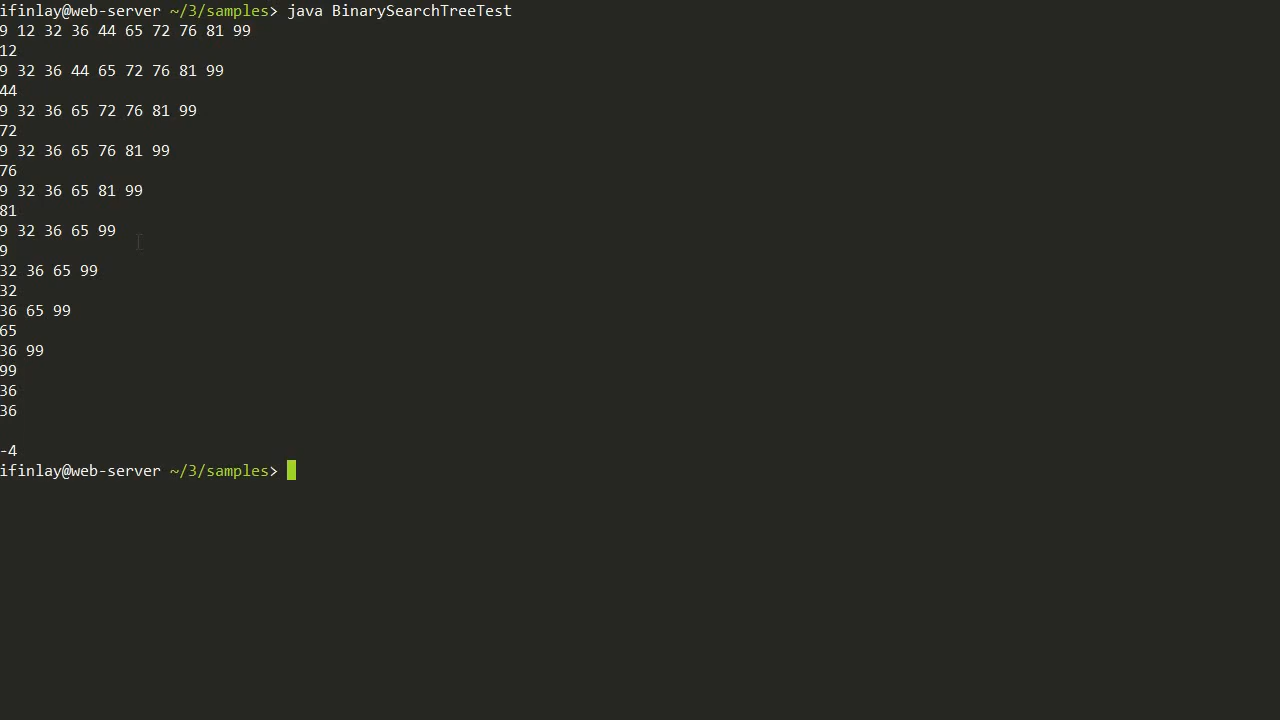 ifinlay@web-server ~/3/samples> java BinarySearchTreeTest
9 12 32 36 44 65 72 76 81 99
12
9 32 36 44 65 72 76 81 99
44
9 32 36 65 72 76 81 99
72
9 32 36 65 76 81 99
76
9 32 36 65 81 99
81
9 32 36 65 99
9
32 36 65 99
32
36 65 99
65
36 99
99
36
36
-4
ifinlay@web-server ~/3/samples>